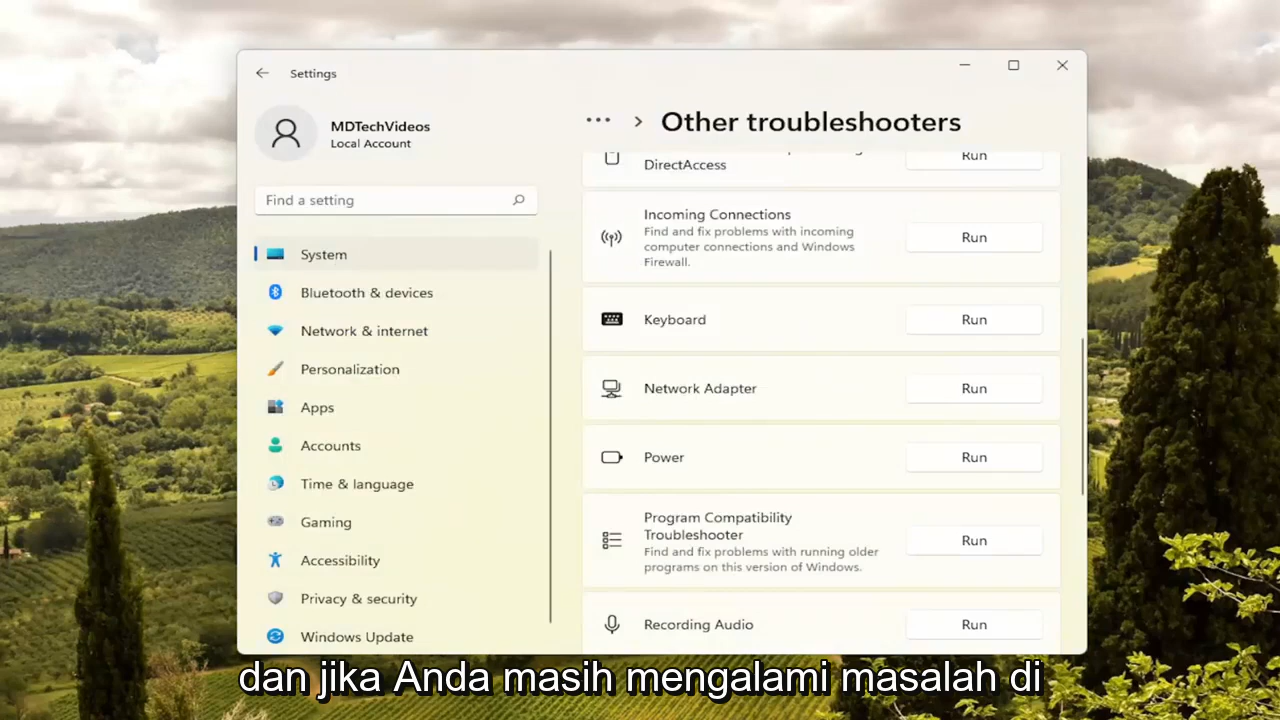 Settings
MDTechVideos
Local Account
Find a setting
System
Bluetooth & devices
Network & internet
Personalization
Apps
Accounts
Time & language
Gaming
Accessibility
Privacy & security
Windows Update
... > Other troubleshooters
DirectAccess
Run
Incoming Connections
Find and fix problems with incoming
computer connections and Windows
Firewall.
Run
Keyboard
Run
Network Adapter
Run
Power
Run
Program Compatibility
Troubleshooter
Find and fix problems with running older
programs on this version of Windows.
Run
Recording Audio
Run
dan jika Anda masih mengalami masalah di